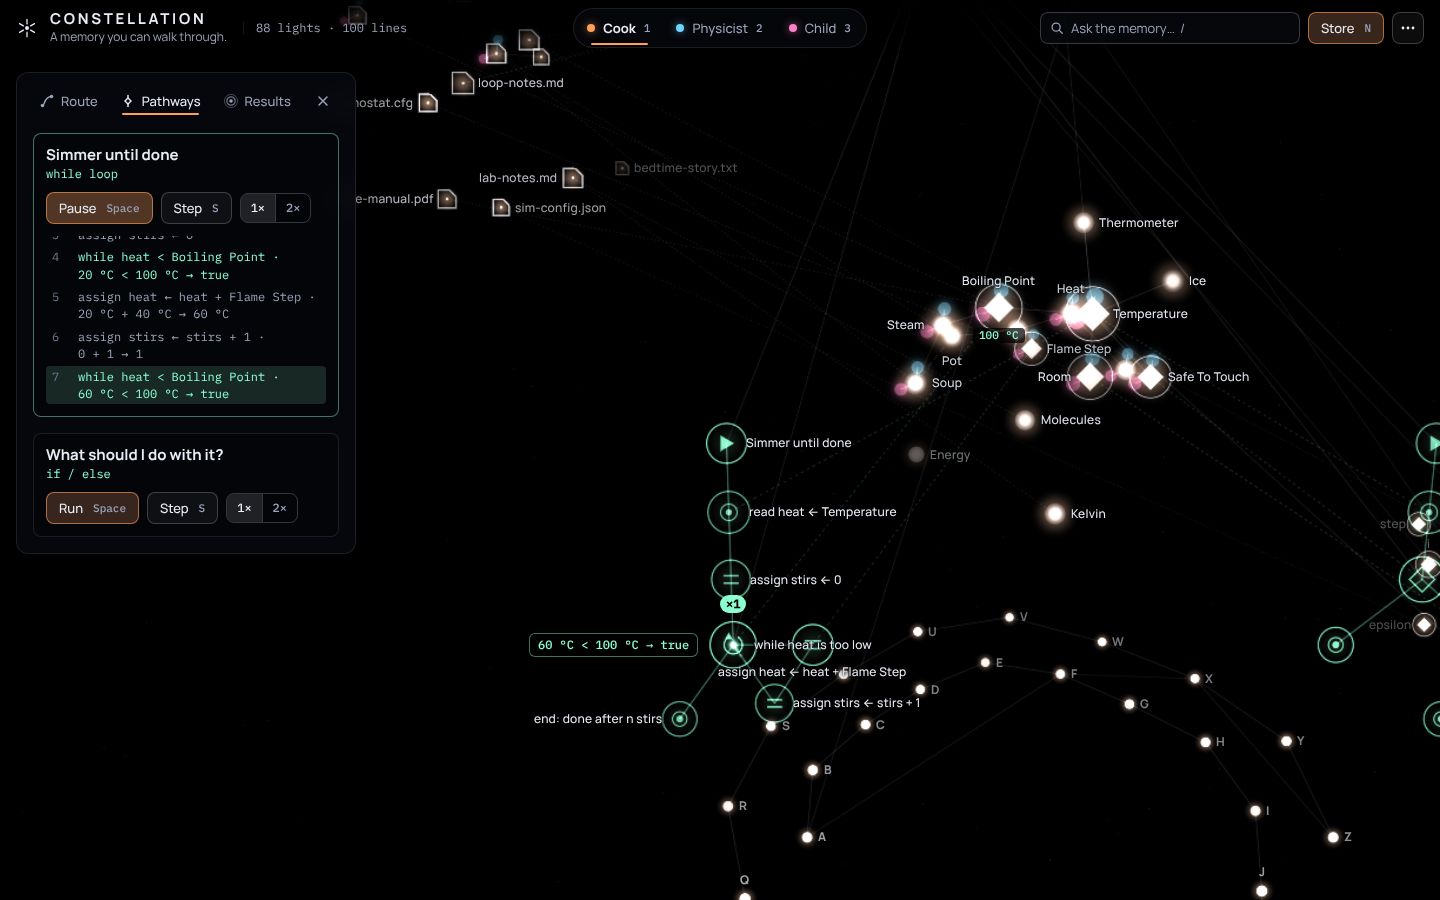 CONSTELLATION
A memory you can walk through.
88 lights · 100 lines
Cook 1
Physicist 2
Child 3
Ask the memory… /
Store N
Route
Pathways
Results
Simmer until done
while loop
Pause Space
Step S
1×
2×
3 assign stirs ← 0
4 while heat < Boiling Point ·
20 °C < 100 °C → true
5 assign heat ← heat + Flame Step ·
20 °C + 40 °C → 60 °C
6 assign stirs ← stirs + 1 ·
0 + 1 → 1
7 while heat < Boiling Point ·
60 °C < 100 °C → true
What should I do with it?
if / else
Run Space
Step S
1×
2×
loop-notes.md
nostat.cfg
lab-notes.md
bedtime-story.txt
e-manual.pdf
sim-config.json
Thermometer
Boiling Point
Heat
Ice
Temperature
Steam
100 °C
Pot
Flame Step
Soup
Room
Safe To Touch
Molecules
Energy
Kelvin
Simmer until done
read heat ← Temperature
assign stirs ← 0
×1
60 °C < 100 °C → true
while heat is too low
assign heat ← heat + Flame Step
assign stirs ← stirs + 1
end: done after n stirs
step
epsilon
U
V
W
E
F
X
D
G
S
C
H
Y
B
R
A
I
Z
Q
J